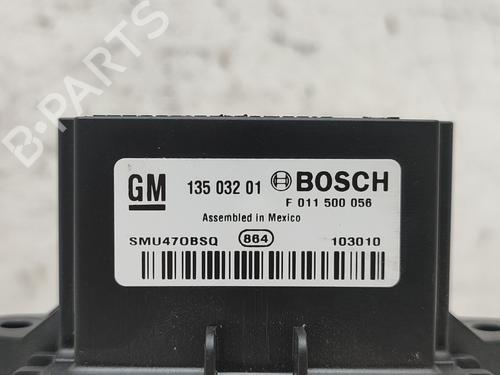 B-PARTS
GM 135 032 01 BOSCH
F 011 500 056
Assembled in Mexico
SMU470BSQ 864 103010